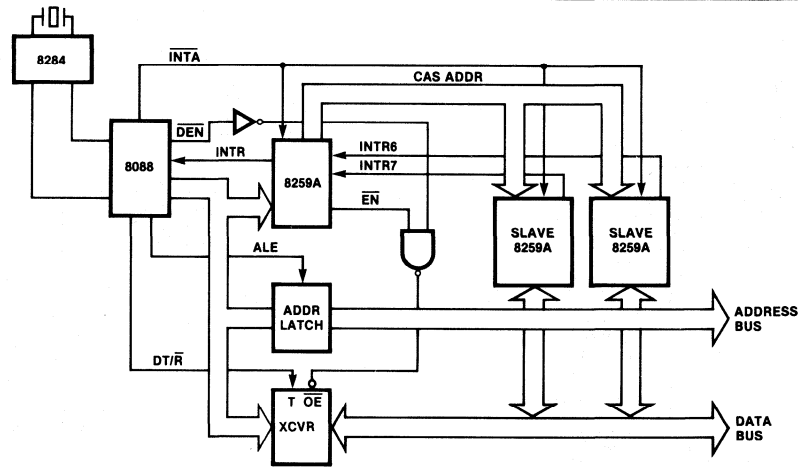 8284
INTA
CAS ADDR
DEN
INTR
INTR6
INTR7
8088
8259A
EN
SLAVE
8259A
SLAVE
8259A
ALE
ADDR
LATCH
ADDRESS
BUS
DT/R
T OE
XCVR
DATA
BUS